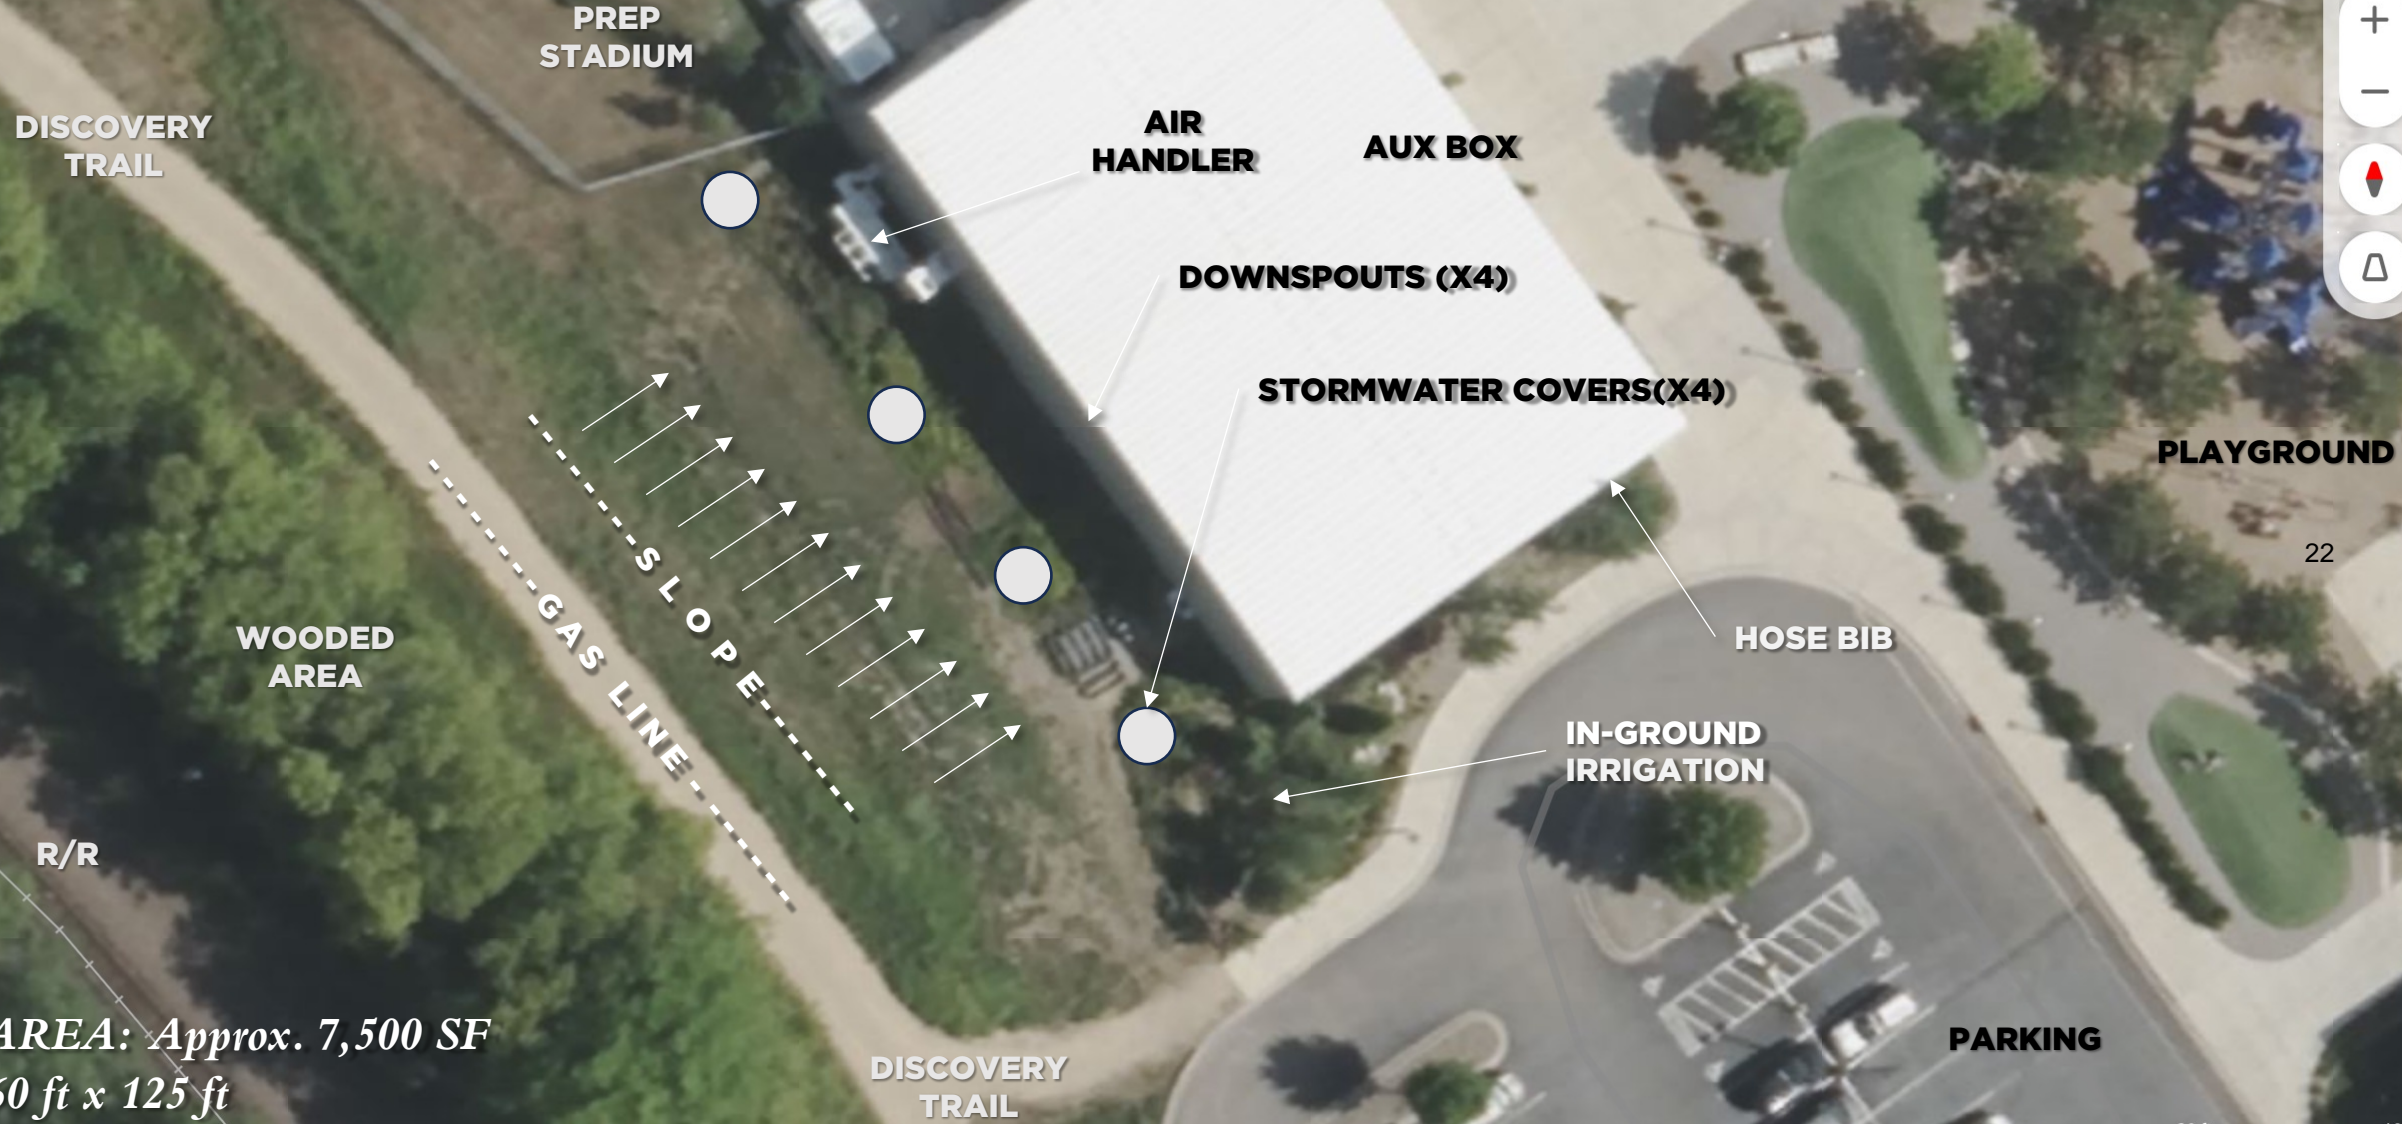 PREP
STADIUM
DISCOVERY
TRAIL
AIR
HANDLER
AUX BOX
DOWNSPOUTS (X4)
STORMWATER COVERS(X4)
PLAYGROUND
22
SLOPE
GAS LINE
WOODED
AREA
HOSE BIB
IN-GROUND
IRRIGATION
R/R
AREA: Approx. 7,500 SF
60 ft x 125 ft
DISCOVERY
TRAIL
PARKING